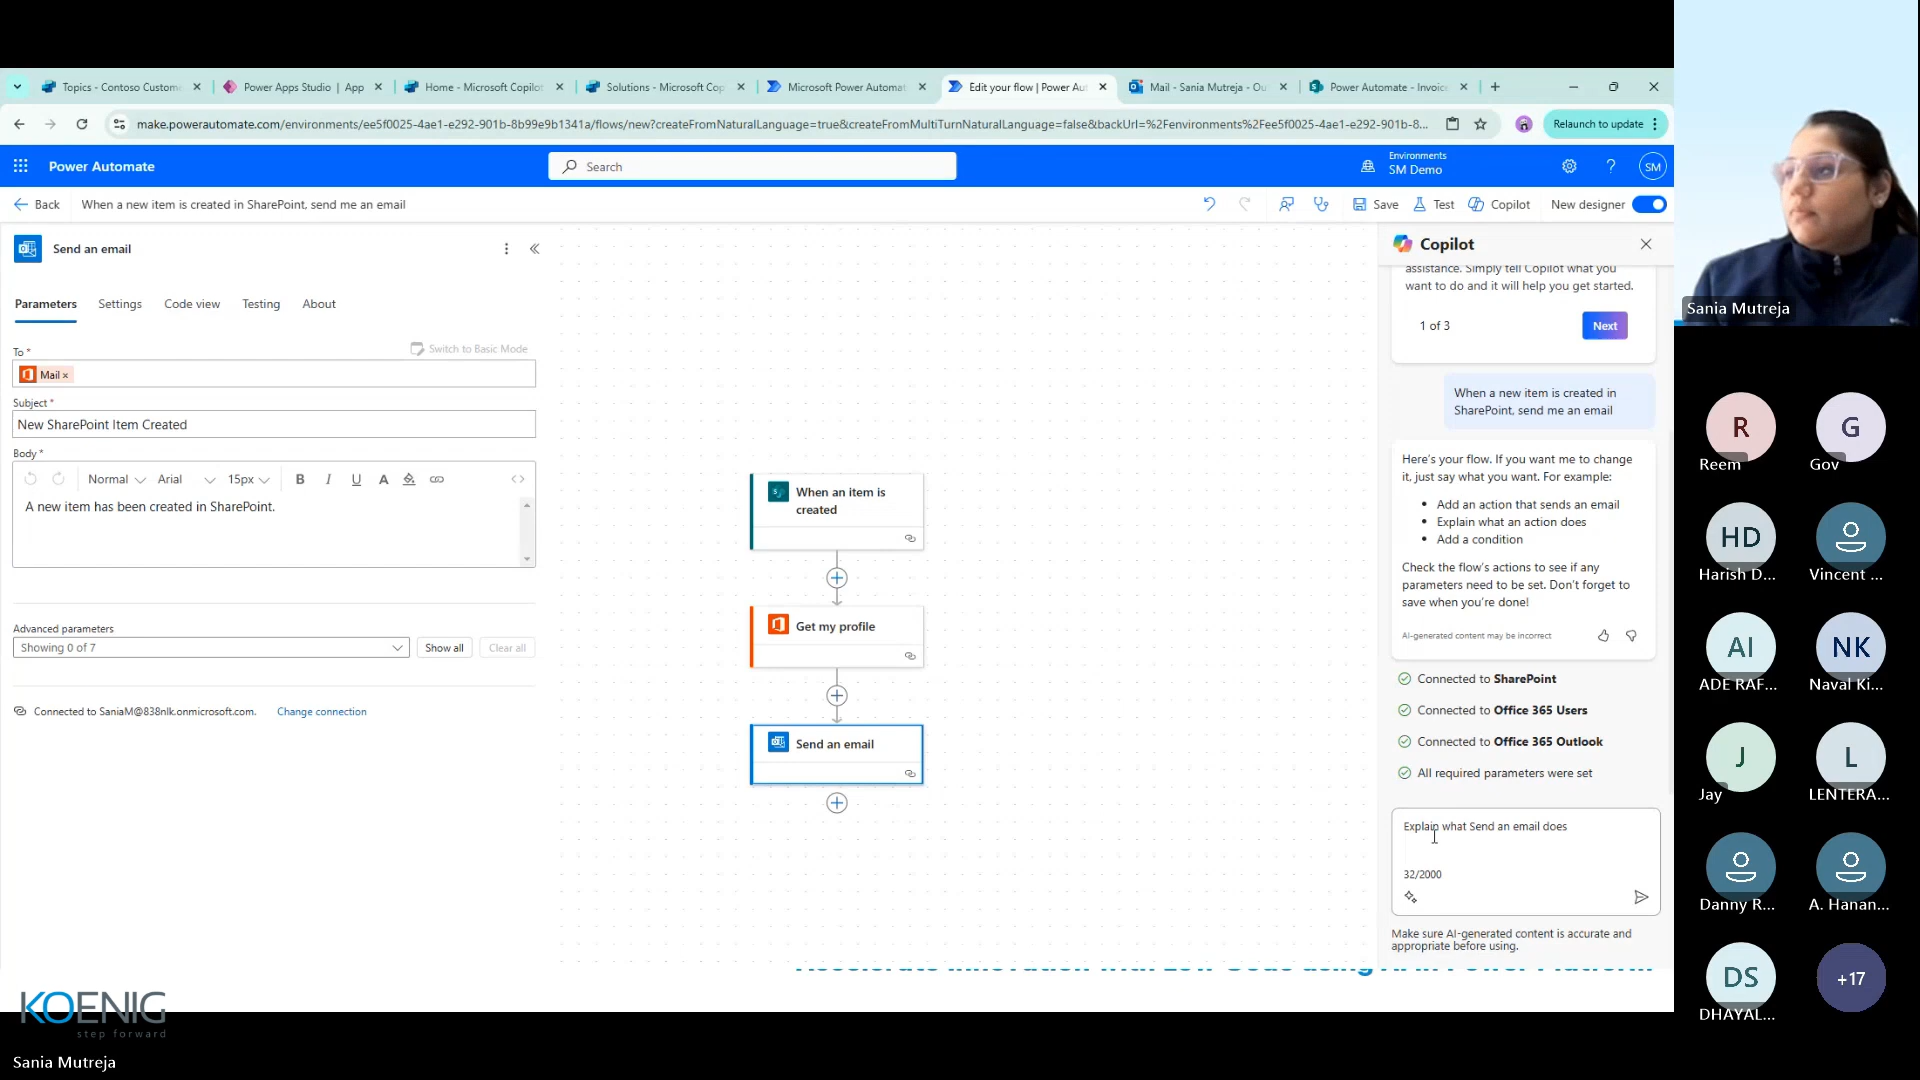 Topics - Contoso Custom
Power Apps Studio | App
Home - Microsoft Copilot
Solutions - Microsoft Cop
Microsoft Power Automat
Edit your flow | Power Au
Mail - Sania Mutreja - Ou
Power Automate - Invoice
make.powerautomate.com/environments/ee5f0025-4ae1-e292-901b-8b99e9b1341a/flows/new?createFromNaturalLanguage=true&createFromMultiTurnNaturalLanguage=false&backUrl=%2Fenvironments%2Fee5f0025-4ae1-e292-901b-8...
Relaunch to update
Power Automate
Search
Environments
SM Demo
SM
Back
When a new item is created in SharePoint, send me an email
Save
Test
Copilot
New designer
Send an email
Parameters
Settings
Code view
Testing
About
Switch to Basic Mode
To *
Mail ×
Subject *
New SharePoint Item Created
Body *
Normal
Arial
15px
B
I
U
A
A new item has been created in SharePoint.
Advanced parameters
Showing 0 of 7
Show all
Clear all
Connected to SaniaM@838nlk.onmicrosoft.com.
Change connection
When an item is
created
Get my profile
Send an email
Copilot
assistance. Simply tell Copilot what you
want to do and it will help you get started.
1 of 3
Next
When a new item is created in
SharePoint, send me an email
Here's your flow. If you want me to change
it, just say what you want. For example:
• Add an action that sends an email
• Explain what an action does
• Add a condition
Check the flow's actions to see if any
parameters need to be set. Don't forget to
save when you're done!
AI-generated content may be incorrect
Connected to SharePoint
Connected to Office 365 Users
Connected to Office 365 Outlook
All required parameters were set
Explain what Send an email does
32/2000
Make sure AI-generated content is accurate and
appropriate before using.
KOENIG
step forward
Sania Mutreja
Sania Mutreja
R
Reem
G
Gov
HD
Harish D...
Vincent ...
AI
ADE RAF...
NK
Naval Ki...
J
Jay
L
LENTERA...
Danny R...
A. Hanan...
DS
DHAYAL...
+17